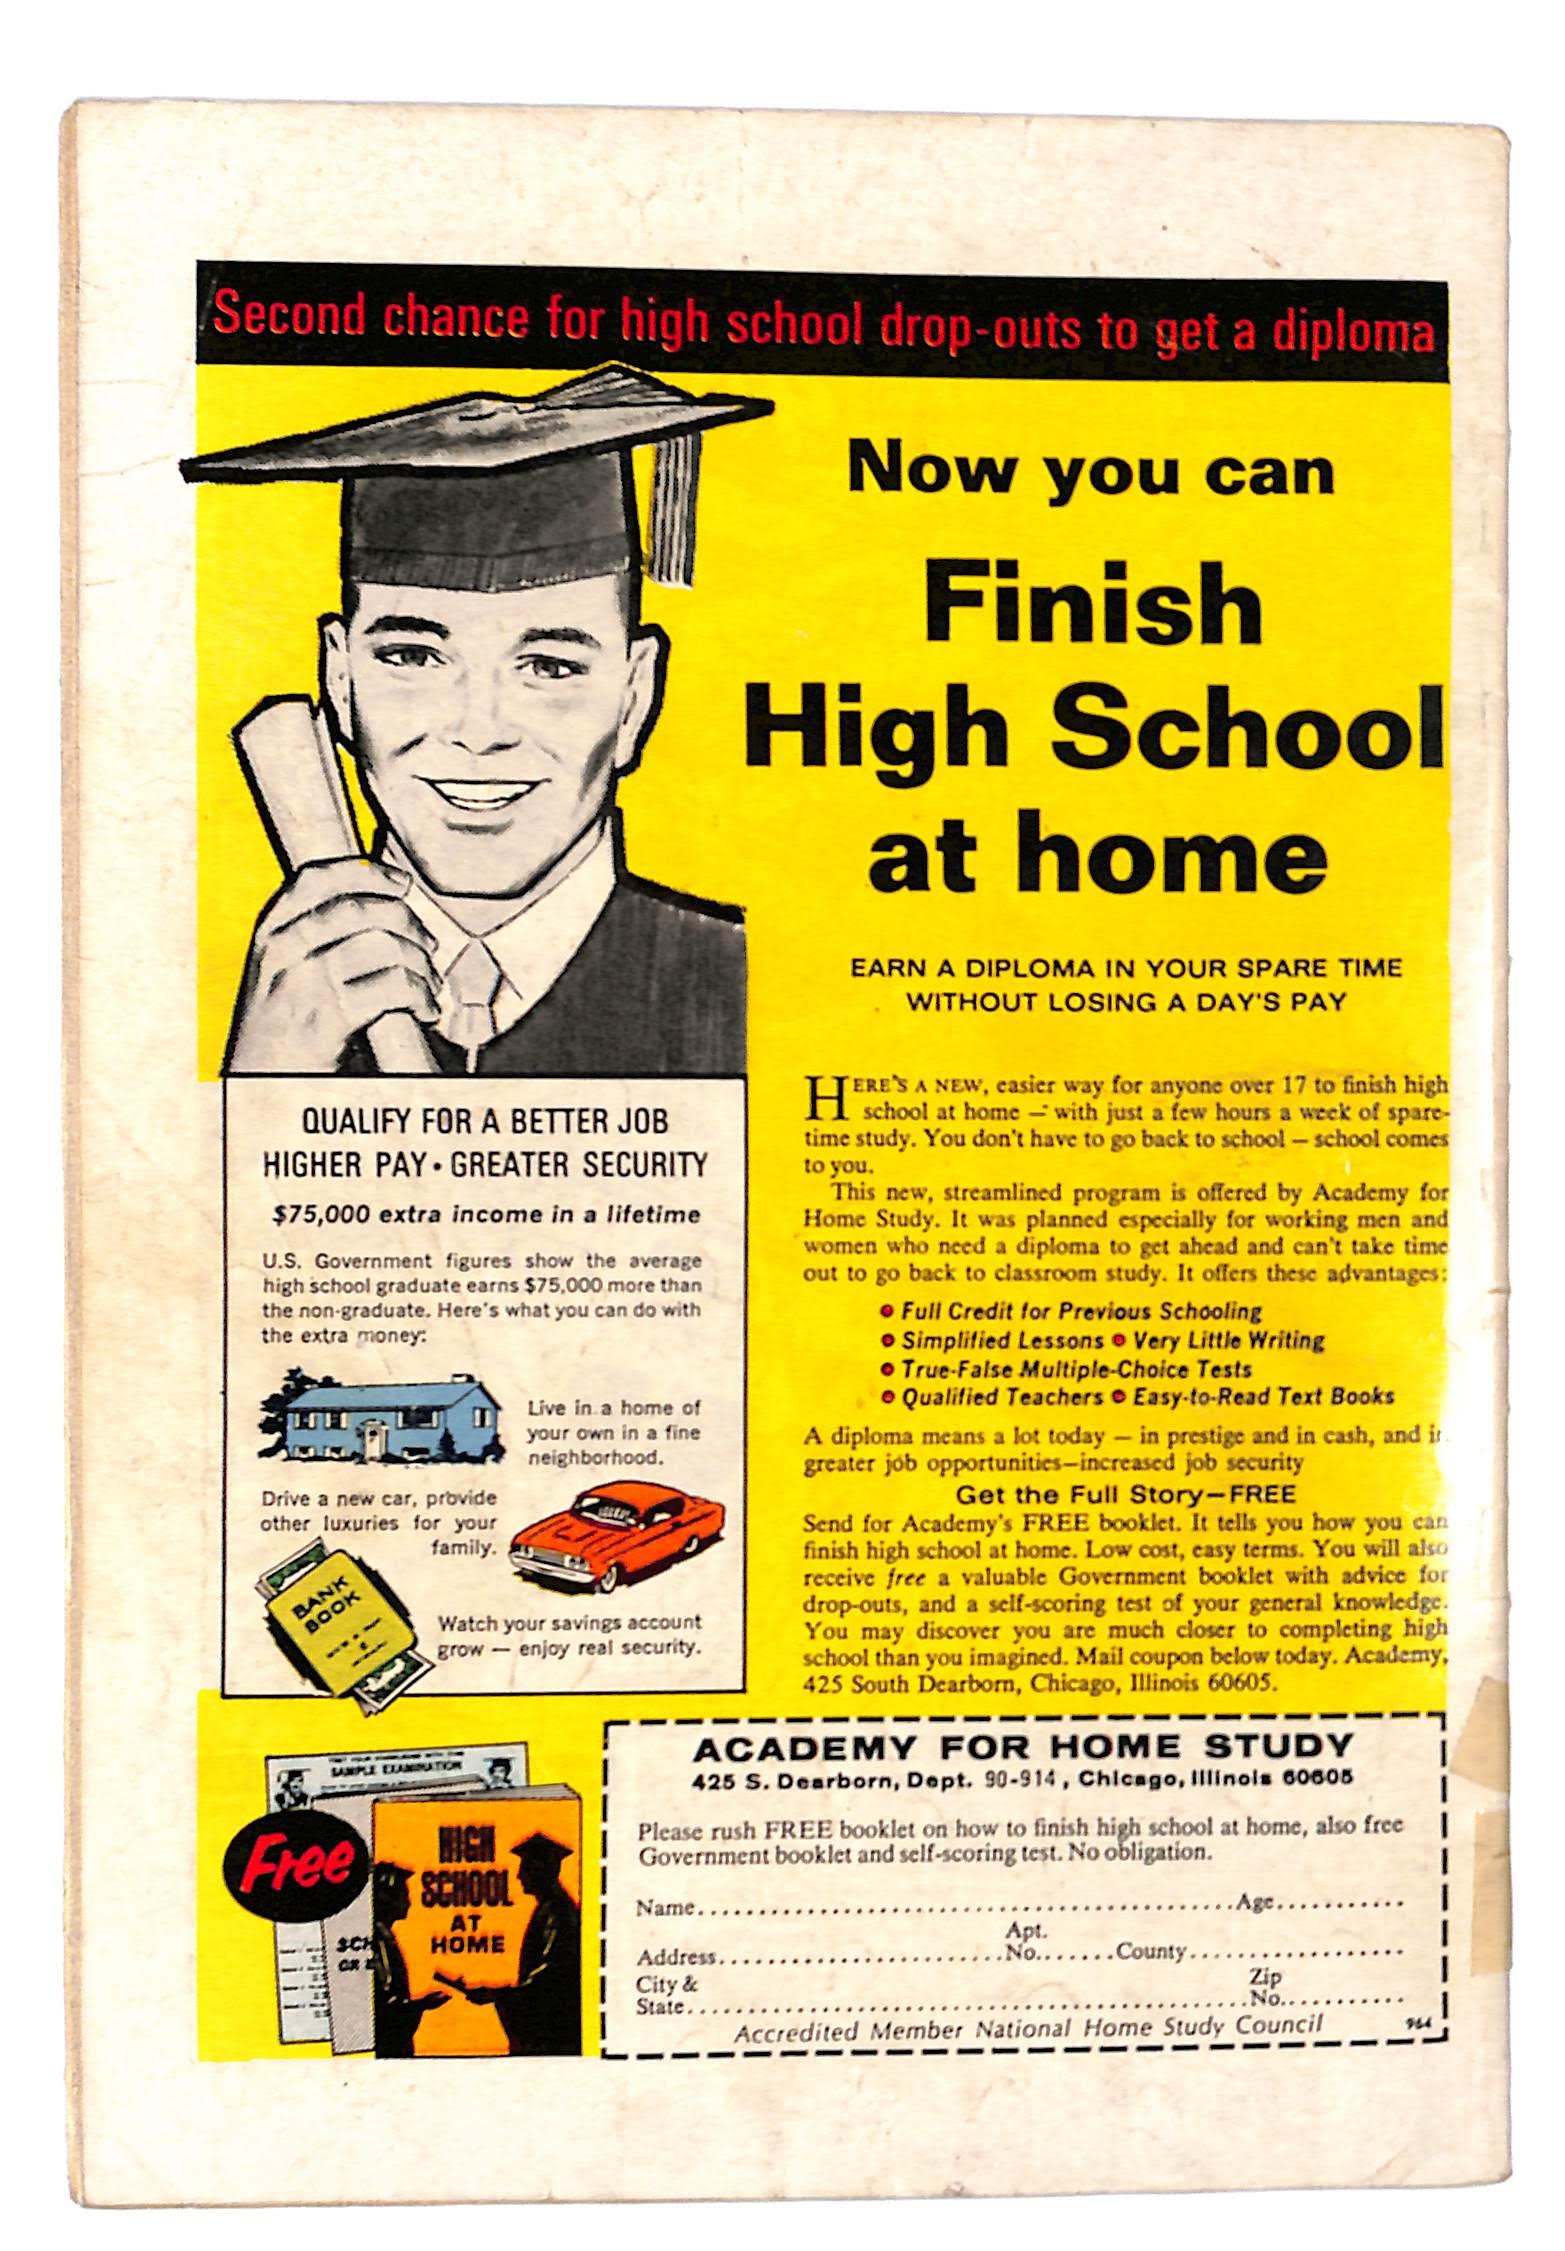 Second chance for high school drop-outs to get a diploma
Now you can
Finish
High School
at home
EARN A DIPLOMA IN YOUR SPARE TIME
WITHOUT LOSING A DAY'S PAY
QUALIFY FOR A BETTER JOB
HIGHER PAY • GREATER SECURITY
$75,000 extra income in a lifetime
U.S. Government figures show the average
high school graduate earns $75,000 more than
the non-graduate. Here's what you can do with
the extra money:
Live in a home of
your own in a fine
neighborhood.
Drive a new car, provide
other luxuries for your
family.
BANK
BOOK
Watch your savings account
grow — enjoy real security.
HERE'S A NEW, easier way for anyone over 17 to finish high
school at home — with just a few hours a week of spare-
time study. You don't have to go back to school — school comes
to you.
This new, streamlined program is offered by Academy for
Home Study. It was planned especially for working men and
women who need a diploma to get ahead and can't take time
out to go back to classroom study. It offers these advantages:
• Full Credit for Previous Schooling
• Simplified Lessons • Very Little Writing
• True-False Multiple-Choice Tests
• Qualified Teachers • Easy-to-Read Text Books
A diploma means a lot today — in prestige and in cash, and in
greater job opportunities—increased job security
Get the Full Story—FREE
Send for Academy's FREE booklet. It tells you how you can
finish high school at home. Low cost, easy terms. You will also
receive free a valuable Government booklet with advice for
drop-outs, and a self-scoring test of your general knowledge.
You may discover you are much closer to completing high
school than you imagined. Mail coupon below today. Academy,
425 South Dearborn, Chicago, Illinois 60605.
SAMPLE EXAMINATION
Free
SCH
OR
HIGH
SCHOOL
AT
HOME
ACADEMY FOR HOME STUDY
425 S. Dearborn, Dept. 90-914, Chicago, Illinois 60605
Please rush FREE booklet on how to finish high school at home, also free
Government booklet and self-scoring test. No obligation.
Name..............................................Age...........
Apt.
Address........................No.......County...................
City & Zip
State..............................................No...........
Accredited Member National Home Study Council 964